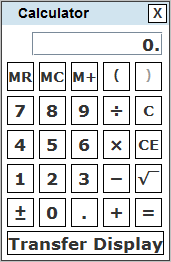 Calculator X
0.
MR MC M+ ( )
7 8 9 ÷ C
4 5 6 × CE
1 2 3 − √
± 0 . + =
Transfer Display